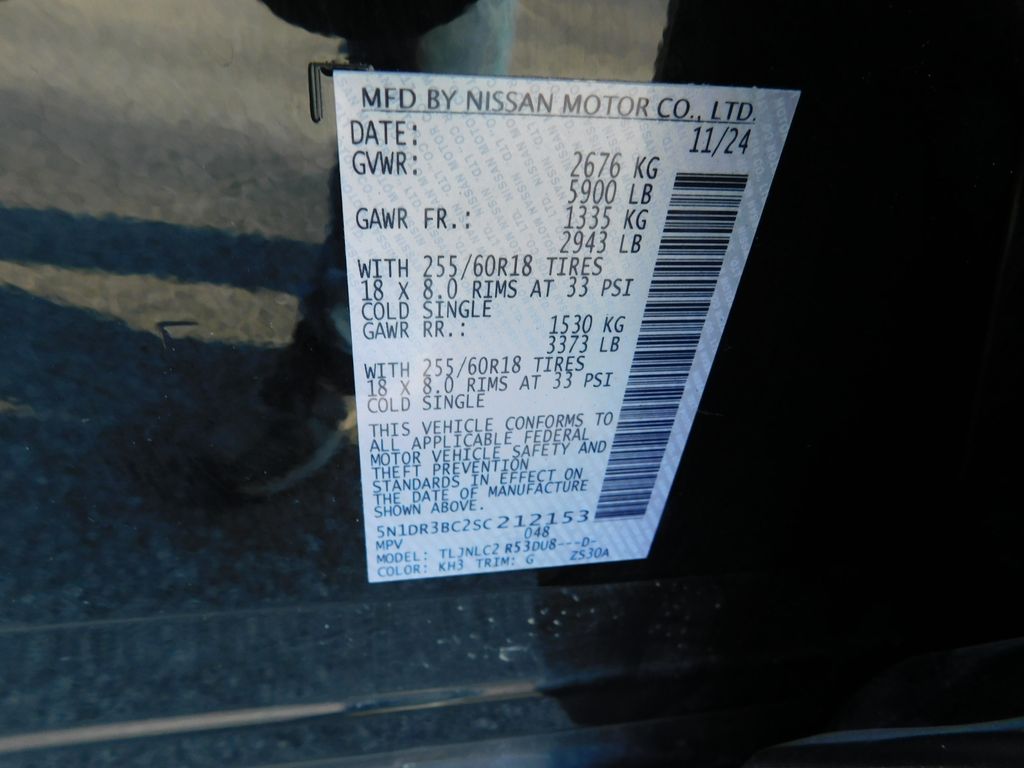 MFD BY NISSAN MOTOR CO., LTD.
DATE: 11/24
GVWR: 2676 KG
5900 LB
GAWR FR.: 1335 KG
2943 LB
WITH 255/60R18 TIRES
18 X 8.0 RIMS AT 33 PSI
COLD SINGLE
GAWR RR.: 1530 KG
3373 LB
WITH 255/60R18 TIRES
18 X 8.0 RIMS AT 33 PSI
COLD SINGLE
THIS VEHICLE CONFORMS TO
ALL APPLICABLE FEDERAL
MOTOR VEHICLE SAFETY AND
THEFT PREVENTION
STANDARDS IN EFFECT ON
THE DATE OF MANUFACTURE
SHOWN ABOVE.
5N1DR3BC2SC212153
MPV 048
MODEL: TLJNLC2 R53DU8---D-
COLOR: KH3 TRIM: G ZS30A